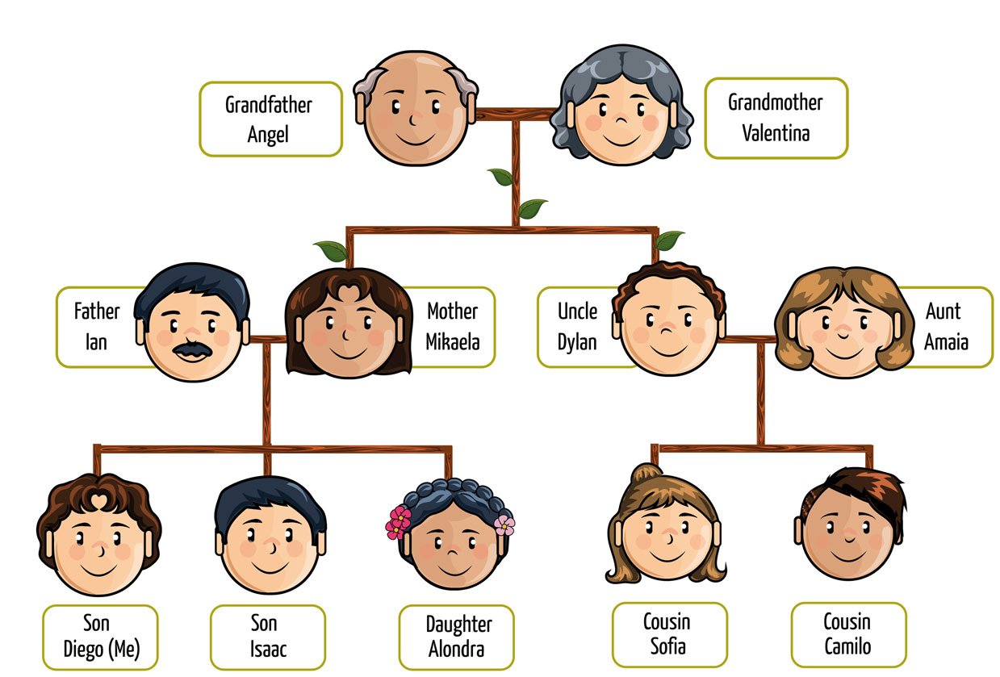 Grandfather
Angel
Grandmother
Valentina
Father
Ian
Mother
Mikaela
Uncle
Dylan
Aunt
Amaia
Son
Diego (Me)
Son
Isaac
Daughter
Alondra
Cousin
Sofia
Cousin
Camilo